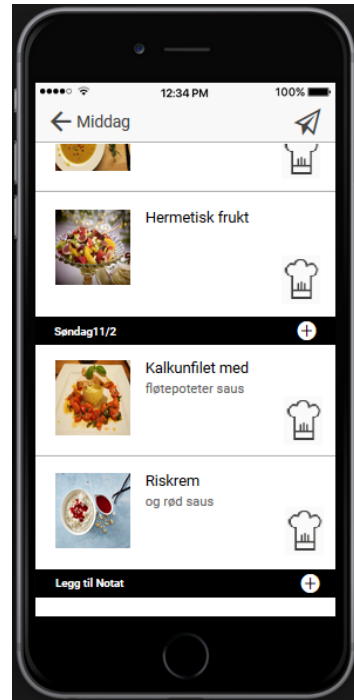 12:34 PM
100%
Middag
Hermetisk frukt
Søndag11/2
Kalkunfilet med
fløtepoteter saus
Riskrem
og rød saus
Legg til Notat